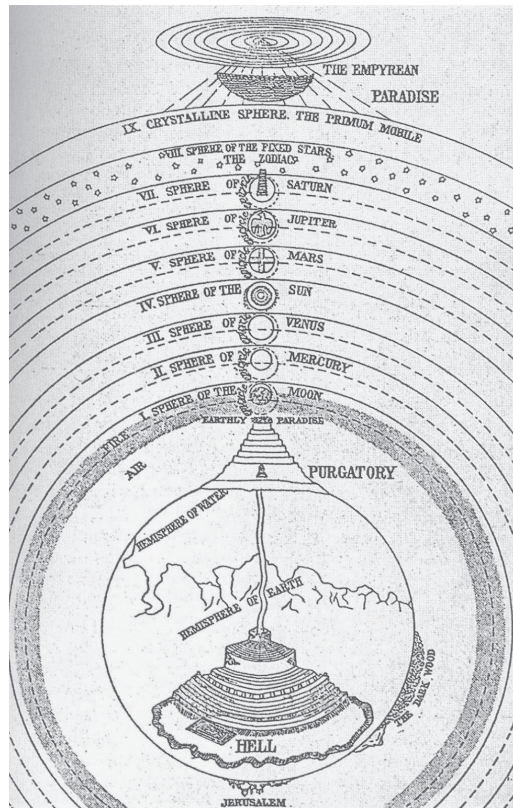 THE EMPYREAN
PARADISE
IX. CRYSTALLINE SPHERE. THE PRIMUM MOBILE
VIII SPHERE OF THE FIXED STARS
THE ZODIAC
VII. SPHERE OF SATURN
VI. SPHERE OF JUPITER
V. SPHERE OF MARS
IV. SPHERE OF THE SUN
III. SPHERE OF VENUS
II. SPHERE OF MERCURY
I. SPHERE OF THE MOON
FIRE
EARTHLY PARADISE
AIR
PURGATORY
HEMISPHERE OF WATER
HEMISPHERE OF EARTH
THE DARK WOOD
HELL
JERUSALEM